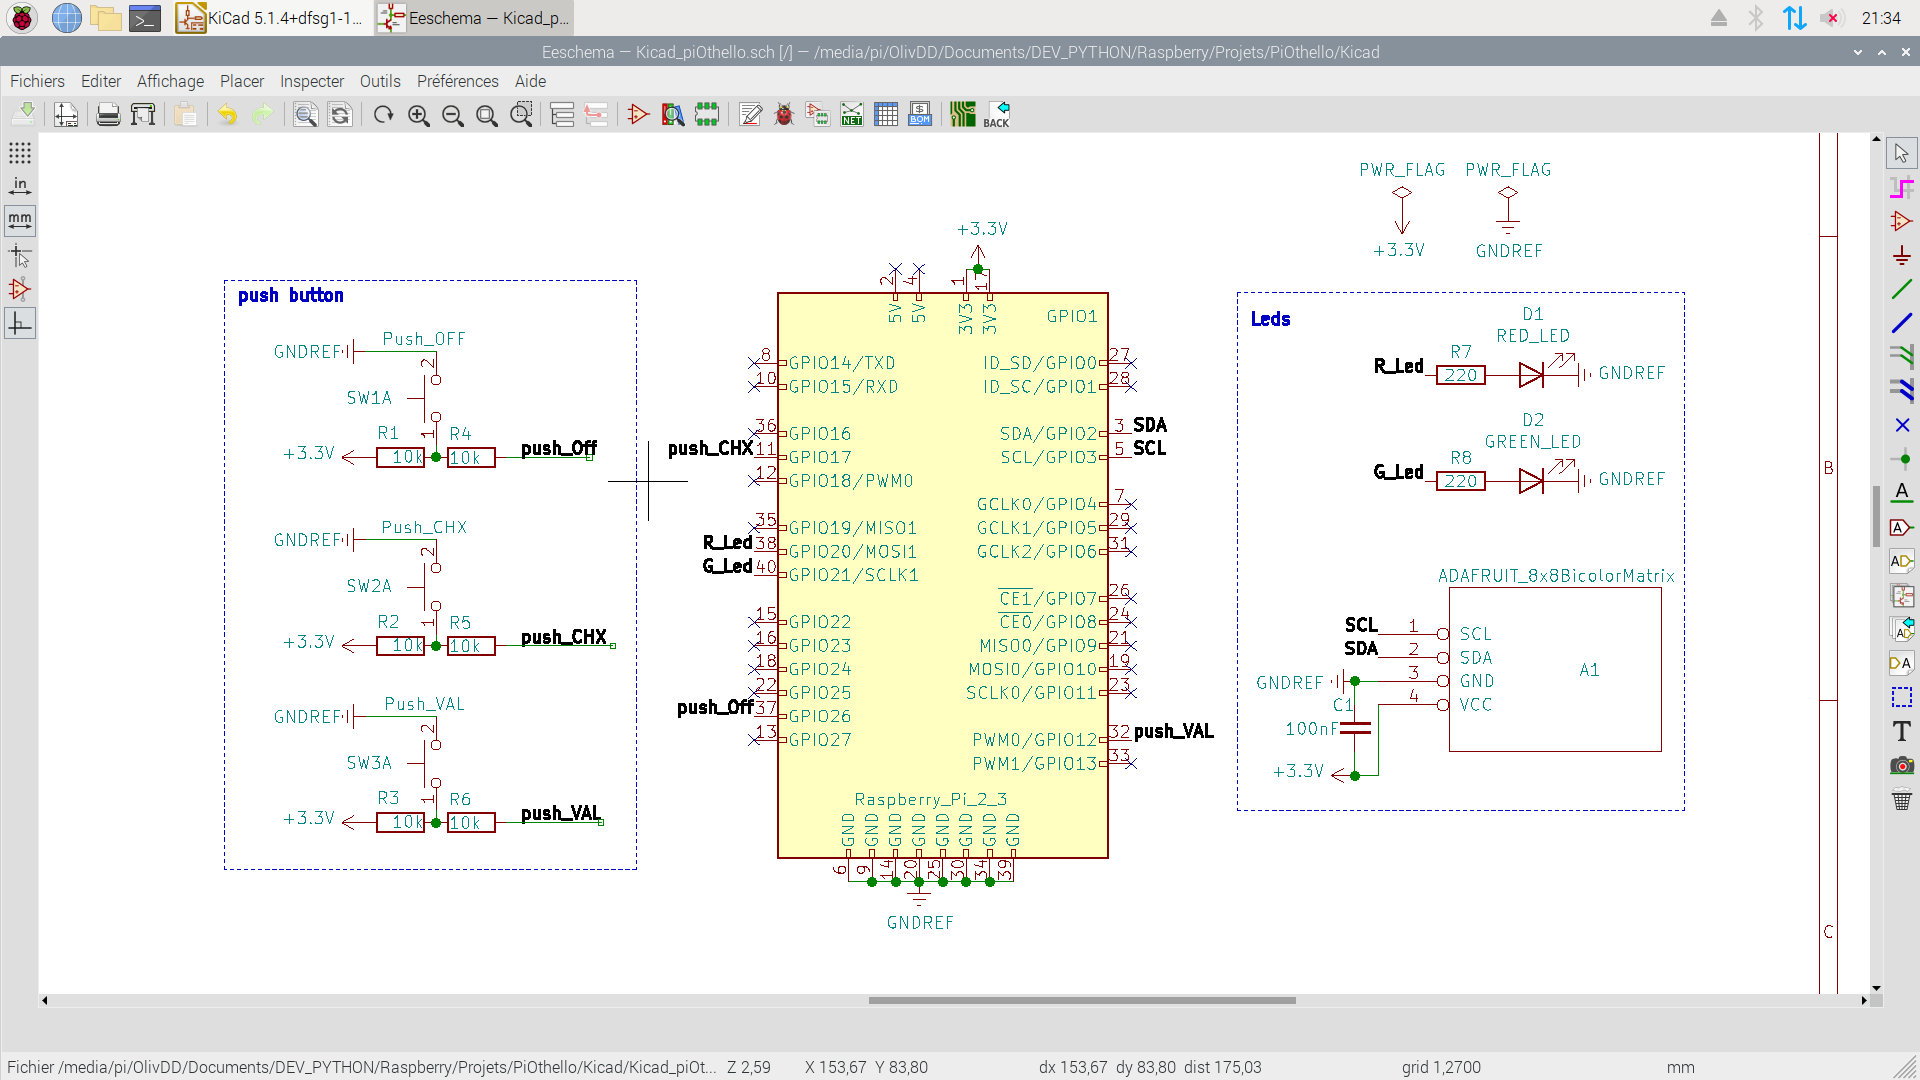 KiCad 5.1.4+dfsg1-1...
Eeschema — Kicad_p...
21:34
Eeschema — Kicad_piOthello.sch [/] — /media/pi/OlivDD/Documents/DEV_PYTHON/Raspberry/Projets/PiOthello/Kicad
Fichiers Editer Affichage Placer Inspecter Outils Préférences Aide
NET
BOM
BACK
in
mm
push button
Push_OFF
GNDREF
2
SW1A
1
R1 R4
+3.3V 10k 10k push_Off
Push_CHX
GNDREF
2
SW2A
1
R2 R5
+3.3V 10k 10k push_CHX
Push_VAL
GNDREF
2
SW3A
1
R3 R6
+3.3V 10k 10k push_VAL
+3.3V
2 4 1 17
5V 5V 3V3 3V3
GPIO1
8 GPIO14/TXD
10 GPIO15/RXD
36 GPIO16
push_CHX 11 GPIO17
12 GPIO18/PWM0
35 GPIO19/MISO1
R_Led 38 GPIO20/MOSI1
G_Led 40 GPIO21/SCLK1
15 GPIO22
16 GPIO23
18 GPIO24
22 GPIO25
push_Off 37 GPIO26
13 GPIO27
ID_SD/GPIO0 27
ID_SC/GPIO1 28
SDA/GPIO2 3 SDA
SCL/GPIO3 5 SCL
GCLK0/GPIO4 7
GCLK1/GPIO5 29
GCLK2/GPIO6 31
CE1/GPIO7 26
CE0/GPIO8 24
MISO0/GPIO9 21
MOSI0/GPIO10 19
SCLK0/GPIO11 23
PWM0/GPIO12 32 push_VAL
PWM1/GPIO13 33
Raspberry_Pi_2_3
GND GND GND GND GND GND GND GND
6 9 14 20 25 30 34 39
GNDREF
PWR_FLAG PWR_FLAG
+3.3V GNDREF
Leds
D1
RED_LED
R_Led R7 220 GNDREF
D2
GREEN_LED
G_Led R8 220 GNDREF
ADAFRUIT_8x8BicolorMatrix
SCL 1 SCL
SDA 2 SDA
GNDREF 3 GND
4 VCC
A1
C1
100nF
+3.3V
B
C
Fichier /media/pi/OlivDD/Documents/DEV_PYTHON/Raspberry/Projets/PiOthello/Kicad/Kicad_piOt... Z 2,59 X 153,67 Y 83,80 dx 153,67 dy 83,80 dist 175,03 grid 1,2700 mm